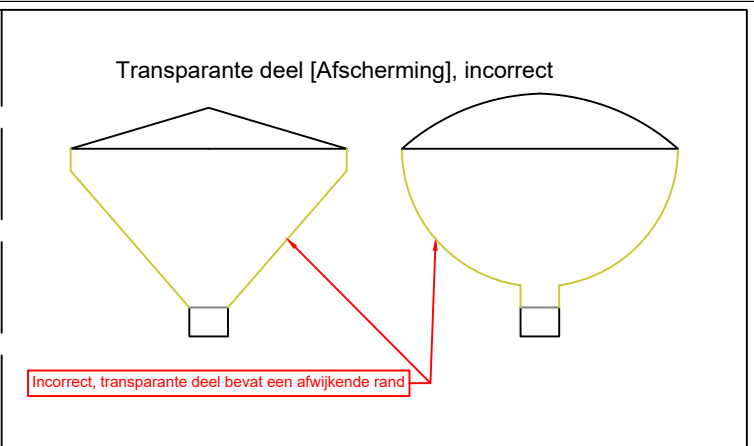 Transparante deel [Afscherming], incorrect
Incorrect, transparante deel bevat een afwijkende rand